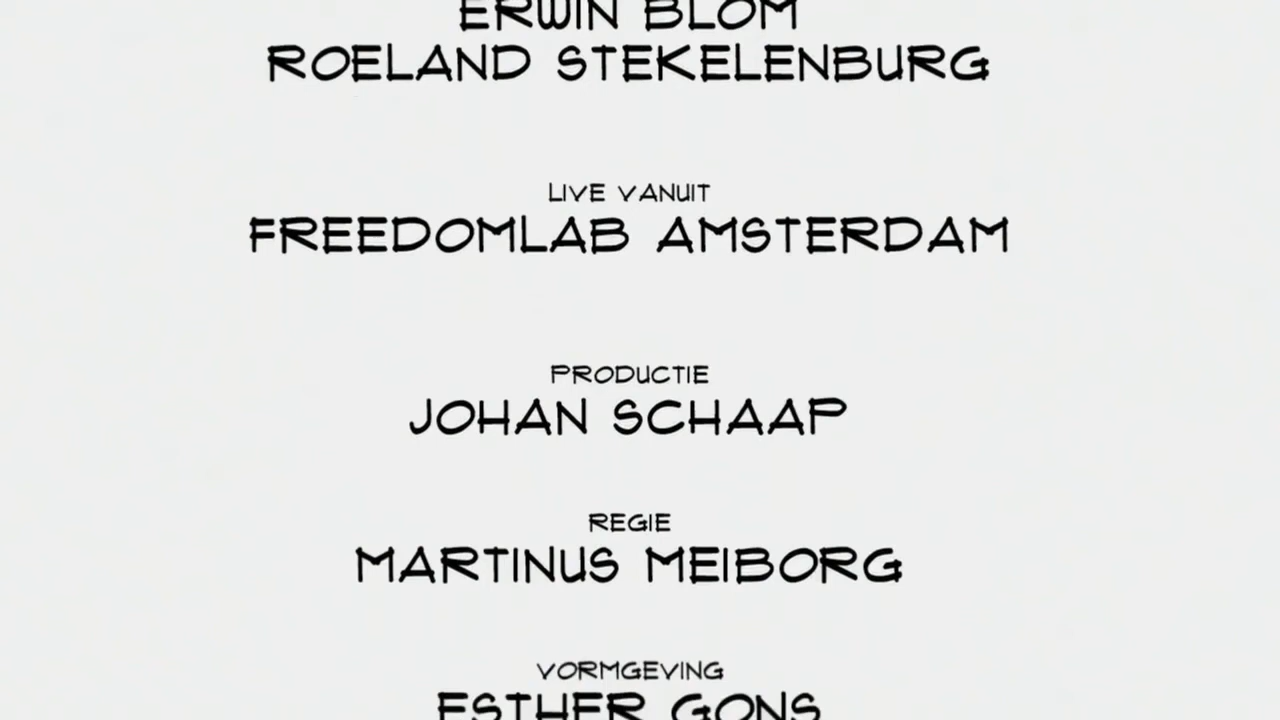 ERWIN BLOM
ROELAND STEKELENBURG
LIVE VANUIT
FREEDOMLAB AMSTERDAM
PRODUCTIE
JOHAN SCHAAP
REGIE
MARTINUS MEIBORG
VORMGEVING
ESTHER GONS